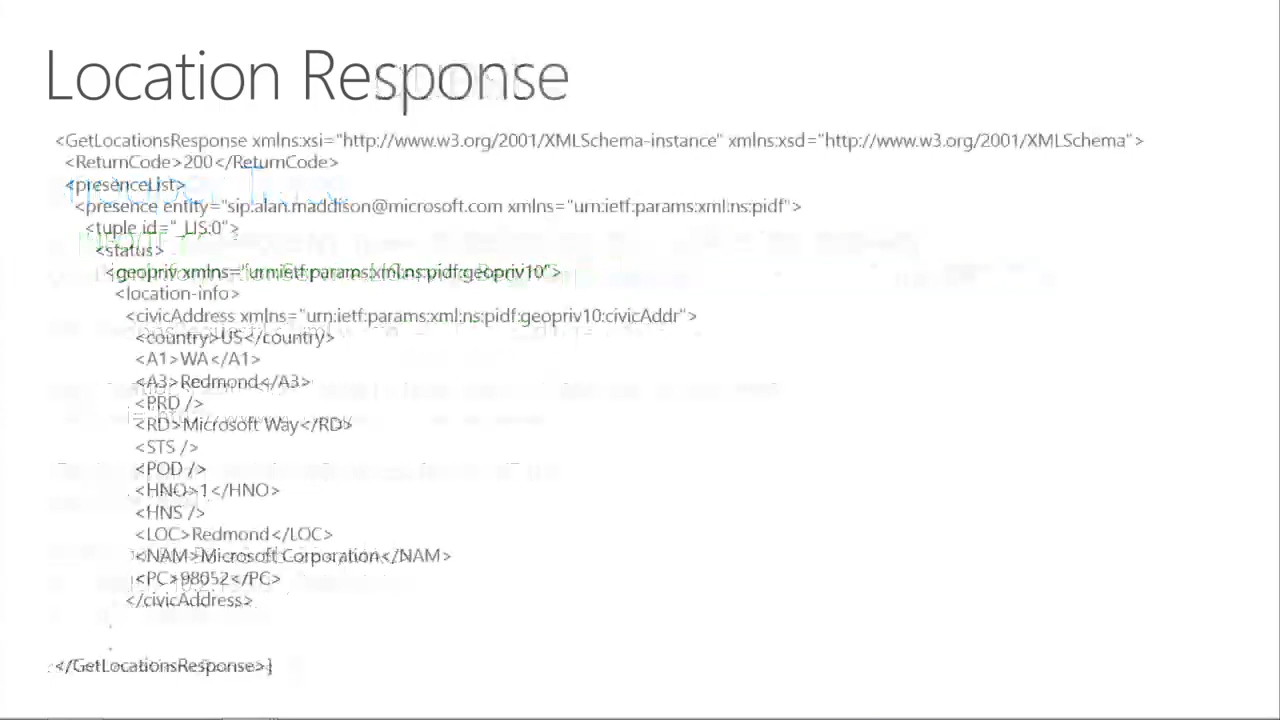 Location Response
<GetLocationsResponse xmlns:xsi="http://www.w3.org/2001/XMLSchema-instance" xmlns:xsd="http://www.w3.org/2001/XMLSchema">
<ReturnCode>200</ReturnCode>
<presenceList>
<presence entity="sip:alan.maddison@microsoft.com xmlns="urn:ietf:params:xml:ns:pidf">
<tuple id="_LIS:0">
<status>
<geopriv xmlns="urn:ietf:params:xml:ns:pidf:geopriv10">
<location-info>
<civicAddress xmlns="urn:ietf:params:xml:ns:pidf:geopriv10:civicAddr">
<country>US</country>
<A1>WA</A1>
<A3>Redmond</A3>
<PRD />
<RD>Microsoft Way</RD>
<STS />
<POD />
<HNO>1</HNO>
<HNS />
<LOC>Redmond</LOC>
<NAM>Microsoft Corporation</NAM>
<PC>98052</PC>
</civicAddress>
.
.
</GetLocationsResponse>}